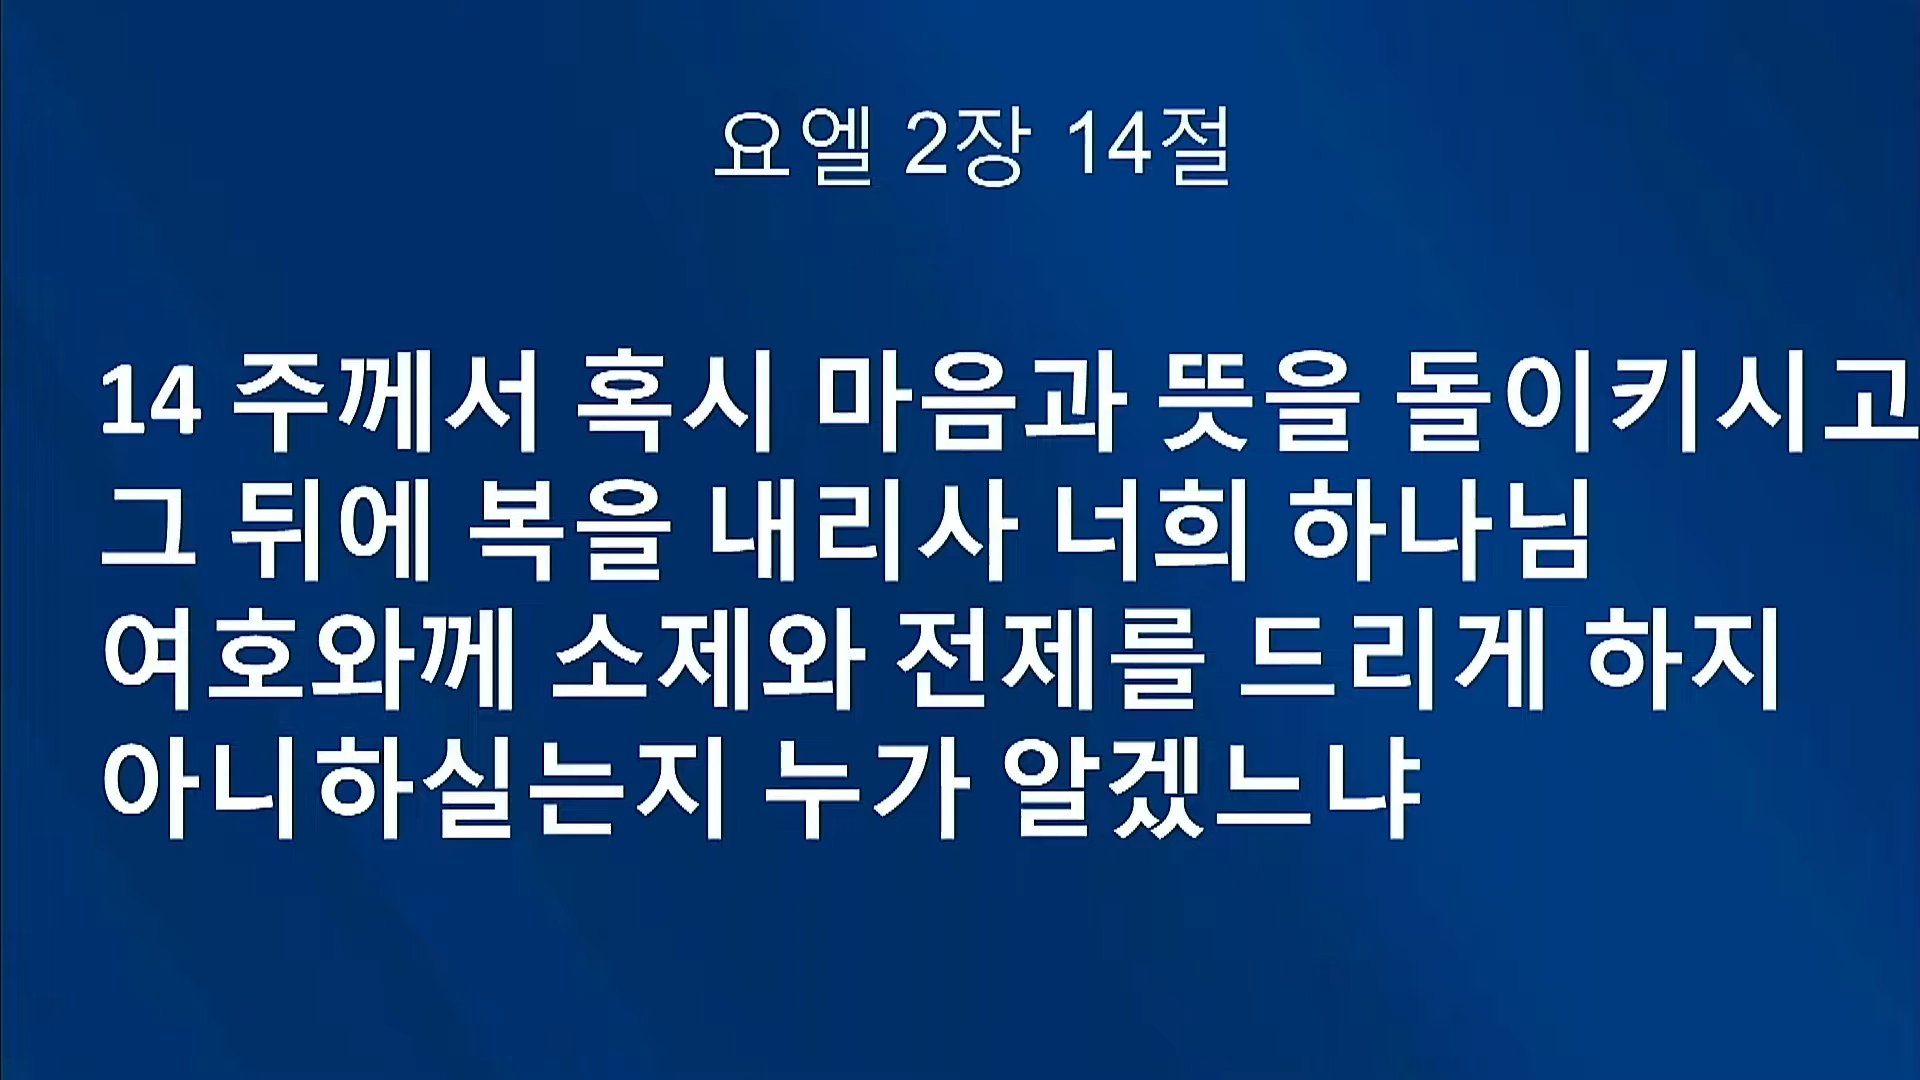 요엘 2장 14절
14 주께서 혹시 마음과 뜻을 돌이키시고
그 뒤에 복을 내리사 너희 하나님
여호와께 소제와 전제를 드리게 하지
아니하실는지 누가 알겠느냐